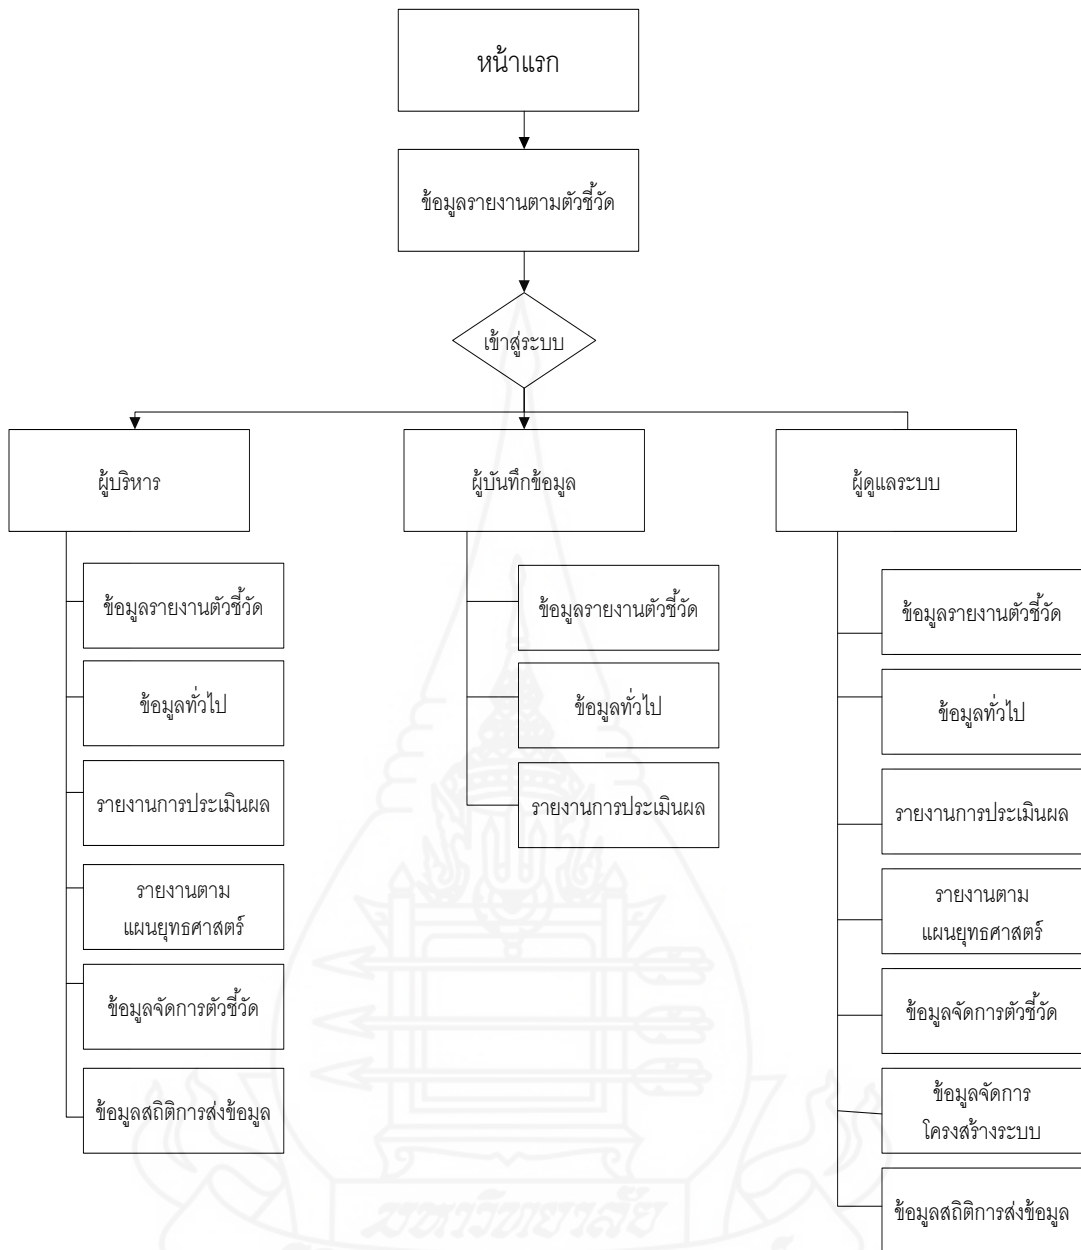 หน้าแรก
ข้อมูลรายงานตามตัวชี้วัด
เข้าสู่ระบบ
ผู้บริหาร
ข้อมูลรายงานตัวชี้วัด
ข้อมูลทั่วไป
รายงานการประเมินผล
รายงานตาม
แผนยุทธศาสตร์
ข้อมูลจัดการตัวชี้วัด
ข้อมูลสถิติการส่งข้อมูล
ผู้บันทึกข้อมูล
ข้อมูลรายงานตัวชี้วัด
ข้อมูลทั่วไป
รายงานการประเมินผล
ผู้ดูแลระบบ
ข้อมูลรายงานตัวชี้วัด
ข้อมูลทั่วไป
รายงานการประเมินผล
รายงานตาม
แผนยุทธศาสตร์
ข้อมูลจัดการตัวชี้วัด
ข้อมูลจัดการ
โครงสร้างระบบ
ข้อมูลสถิติการส่งข้อมูล
มหาวิทยาลัย